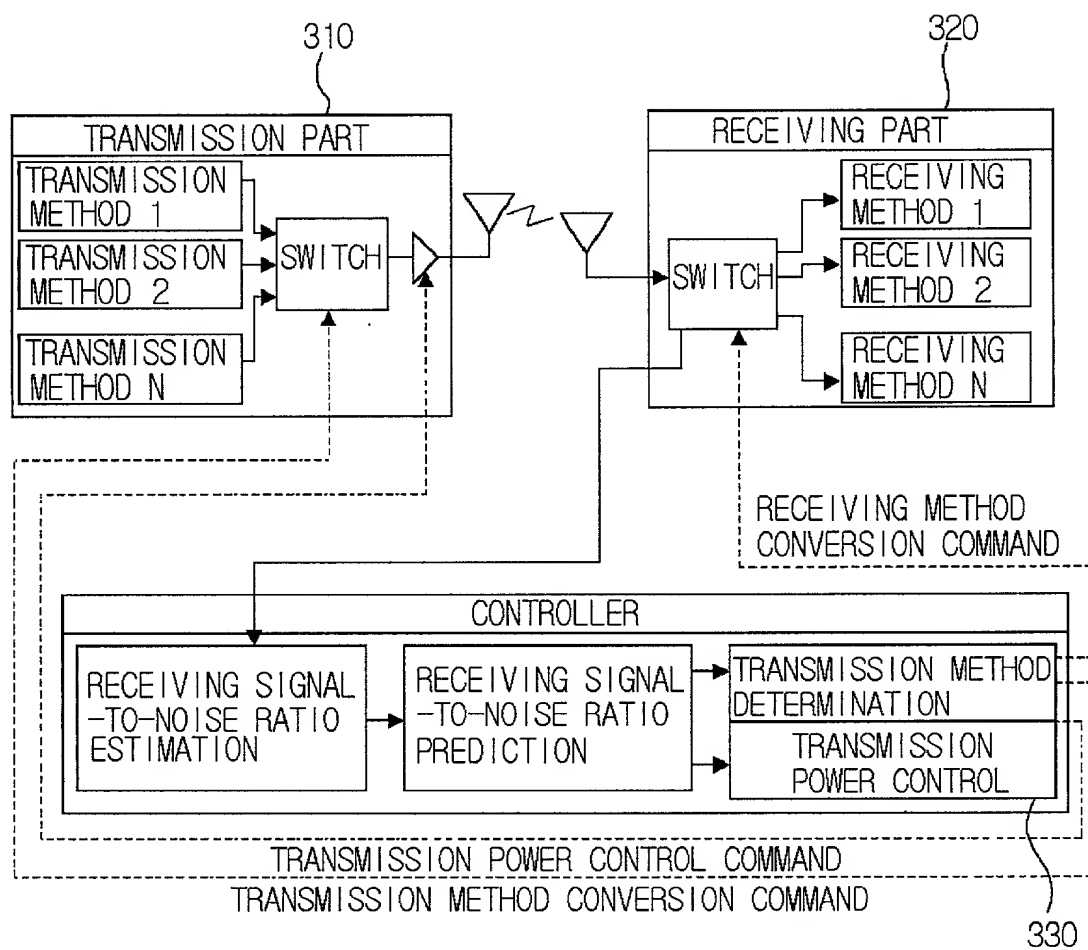 310
320
TRANSMISSION PART
TRANSMISSION
METHOD 1
TRANSMISSION
METHOD 2
TRANSMISSION
METHOD N
SWITCH
RECEIVING PART
SWITCH
RECEIVING
METHOD 1
RECEIVING
METHOD 2
RECEIVING
METHOD N
RECEIVING METHOD
CONVERSION COMMAND
CONTROLLER
RECEIVING SIGNAL
-TO-NOISE RATIO
ESTIMATION
RECEIVING SIGNAL
-TO-NOISE RATIO
PREDICTION
TRANSMISSION METHOD
DETERMINATION
TRANSMISSION
POWER CONTROL
TRANSMISSION POWER CONTROL COMMAND
TRANSMISSION METHOD CONVERSION COMMAND
330